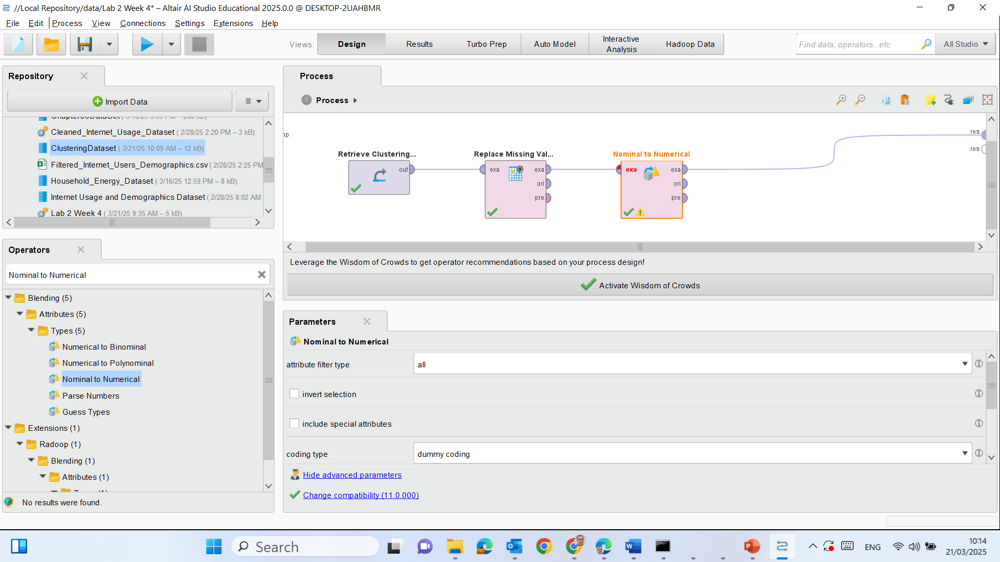 //Local Repository/data/Lab 2 Week 4* – Altair AI Studio Educational 2025.0.0 @ DESKTOP-2UAHBMR
File Edit Process View Connections Settings Extensions Help
Views: Design Results Turbo Prep Auto Model Interactive Analysis Hadoop Data
Find data, operators...etc All Studio
Repository
Import Data
Cleaned_Internet_Usage_Dataset ( 2/28/25 2:20 PM – 3 kB)
ClusteringDataset ( 3/21/25 10:09 AM – 12 kB)
Filtered_Internet_Users_Demographics.csv ( 2/28/25 2:25 PM
Household_Energy_Dataset ( 3/16/25 12:59 PM – 8 kB)
Internet Usage and Demographics Dataset ( 2/28/25 8:02 AM
Lab 2 Week 4 ( 3/21/25 9:35 AM – 5 kB)
Operators
Nominal to Numerical
Blending (5)
Attributes (5)
Types (5)
Numerical to Binominal
Numerical to Polynominal
Nominal to Numerical
Parse Numbers
Guess Types
Extensions (1)
Radoop (1)
Blending (1)
Attributes (1)
No results were found.
Process
Process
np
res
res
Retrieve Clustering...
out
Replace Missing Val...
exa exa
ori
pre
Nominal to Numerical
exa exa
ori
pre
Leverage the Wisdom of Crowds to get operator recommendations based on your process design!
Activate Wisdom of Crowds
Parameters
Nominal to Numerical
attribute filter type all
invert selection
include special attributes
coding type dummy coding
Hide advanced parameters
Change compatibility (11.0.000)
Search
ENG
10:14
21/03/2025